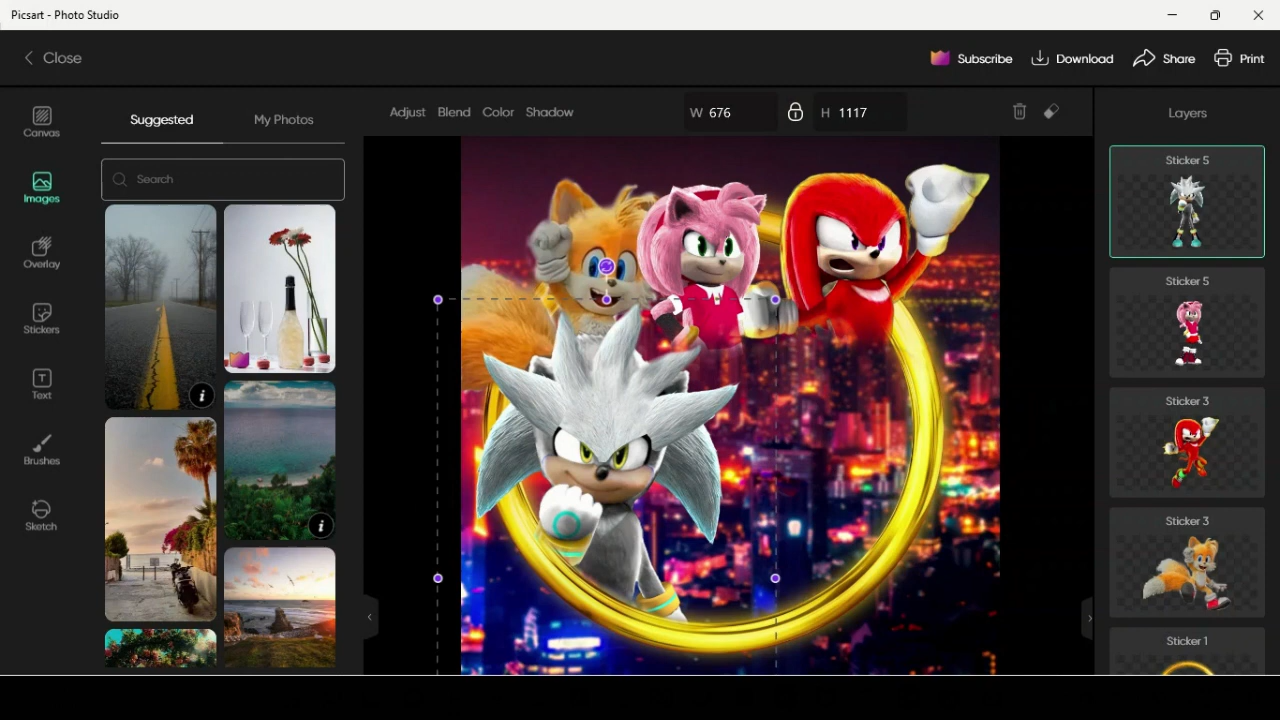 Picsart - Photo Studio
Close
Subscribe
Download
Share
Print
Canvas
Images
Overlay
Stickers
Text
Brushes
Sketch
Suggested
My Photos
Search
Adjust
Blend
Color
Shadow
W 676
H 1117
Layers
Sticker 5
Sticker 5
Sticker 3
Sticker 3
Sticker 1